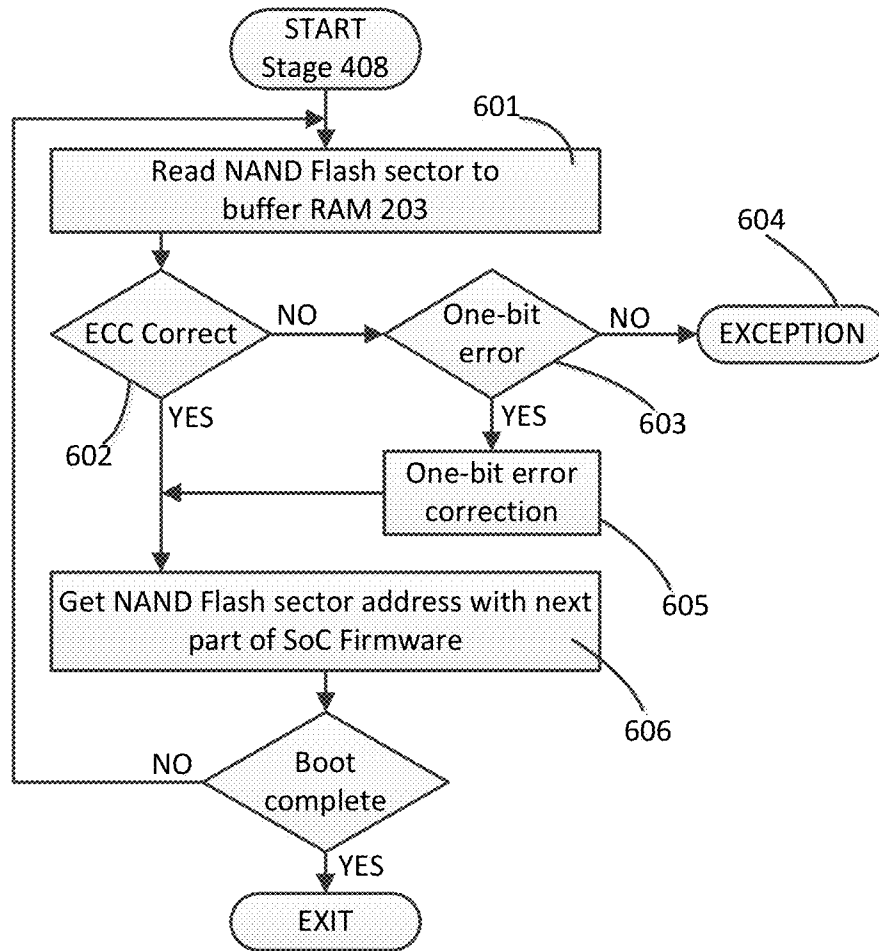 START
Stage 408
601
Read NAND Flash sector to
buffer RAM 203
604
ECC Correct
NO
One-bit
error
NO
EXCEPTION
602
YES
YES
603
One-bit error
correction
605
Get NAND Flash sector address with next
part of SoC Firmware
606
NO
Boot
complete
YES
EXIT